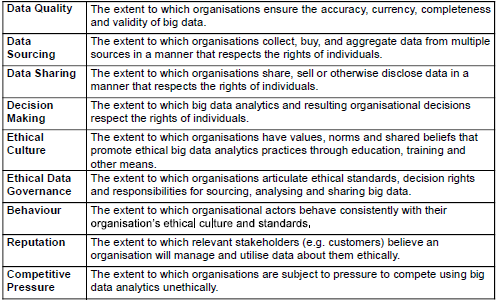 Data Quality The extent to which organisations ensure the accuracy, currency, completeness
and validity of big data.
Data The extent to which organisations collect, buy, and aggregate data from multiple
Sourcing sources in a manner that respects the rights of individuals.
Data Sharing The extent to which organisations share, sell or otherwise disclose data in a
manner that respects the rights of individuals.
Decision The extent to which big data analytics and resulting organisational decisions
Making respect the rights of individuals.
Ethical The extent to which organisations have values, norms and shared beliefs that
Culture promote ethical big data analytics practices through education, training and
other means.
Ethical Data The extent to which organisations articulate ethical standards, decision rights
Governance and responsibilities for sourcing, analysing and sharing big data.
Behaviour The extent to which organisational actors behave consistently with their
organisation's ethical culture and standards,
Reputation The extent to which relevant stakeholders (e.g. customers) believe an
organisation will manage and utilise data about them ethically.
Competitive The extent to which organisations are subject to pressure to compete using big
Pressure data analytics unethically.